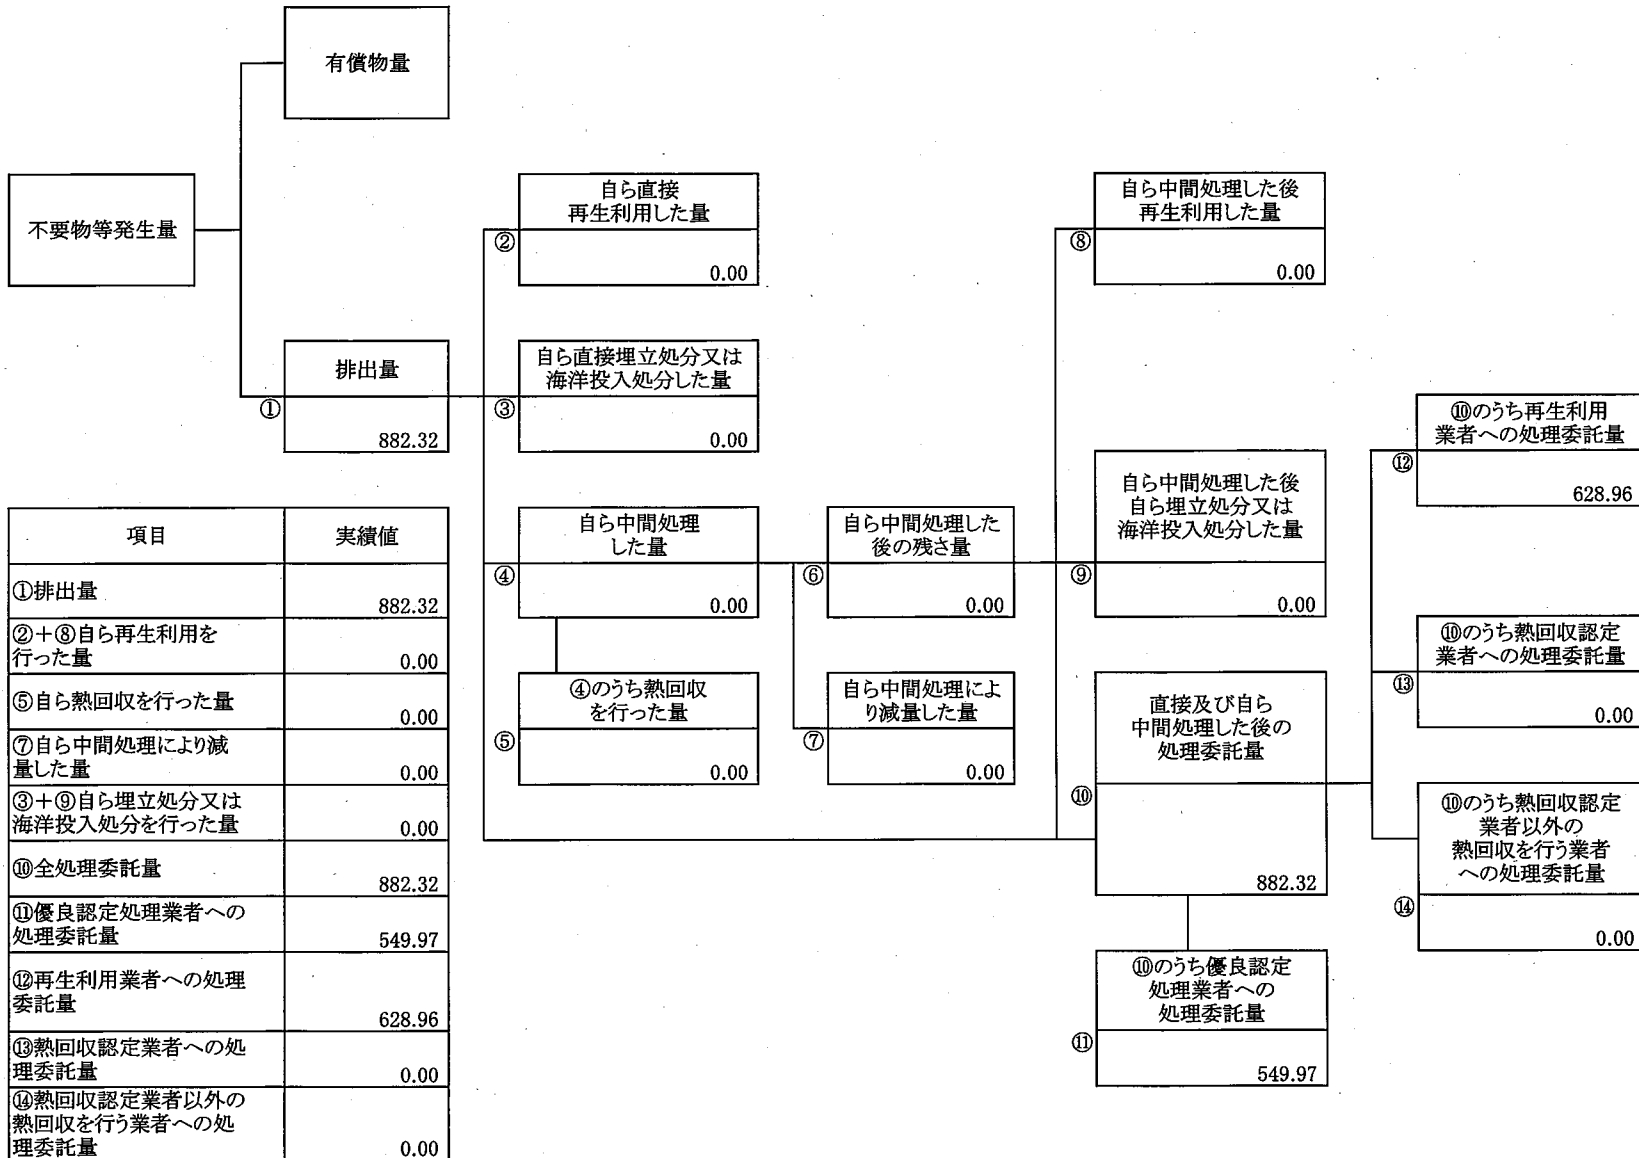 有償物量
不要物等発生量
排出量
①
882.32
自ら直接
再生利用した量
②
0.00
自ら直接埋立処分又は
海洋投入処分した量
③
0.00
自ら中間処理
した量
④
0.00
④のうち熱回収
を行った量
⑤
0.00
自ら中間処理した
後の残さ量
⑥
0.00
自ら中間処理によ
り減量した量
⑦
0.00
自ら中間処理した後
再生利用した量
⑧
0.00
自ら中間処理した後
自ら埋立処分又は
海洋投入処分した量
⑨
0.00
直接及び自ら
中間処理した後の
処理委託量
⑩
882.32
⑩のうち優良認定
処理業者への
処理委託量
⑪
549.97
⑩のうち再生利用
業者への処理委託量
⑫
628.96
⑩のうち熱回収認定
業者への処理委託量
⑬
0.00
⑩のうち熱回収認定
業者以外の
熱回収を行う業者
への処理委託量
⑭
0.00
項目 実績値
①排出量
882.32
②+⑧自ら再生利用を
行った量 0.00
⑤自ら熱回収を行った量
0.00
⑦自ら中間処理により減
量した量 0.00
③+⑨自ら埋立処分又は
海洋投入処分を行った量 0.00
⑩全処理委託量
882.32
⑪優良認定処理業者への
処理委託量 549.97
⑫再生利用業者への処理
委託量
628.96
⑬熱回収認定業者への処
理委託量 0.00
⑭熱回収認定業者以外の
熱回収を行う業者への処
理委託量 0.00